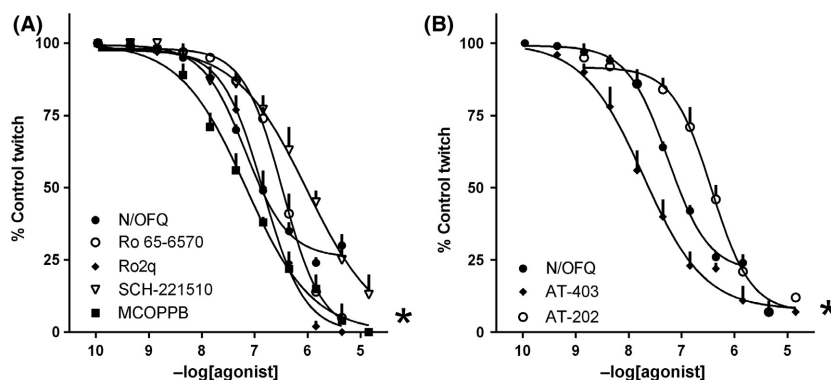 (A)
% Control twitch
100
75
50
25
0
N/OFQ
Ro 65-6570
Ro2q
SCH-221510
MCOPPB
*
10 9 8 7 6 5
–log[agonist]
(B)
% Control twitch
100
75
50
25
0
N/OFQ
AT-403
AT-202
*
10 9 8 7 6 5
–log[agonist]